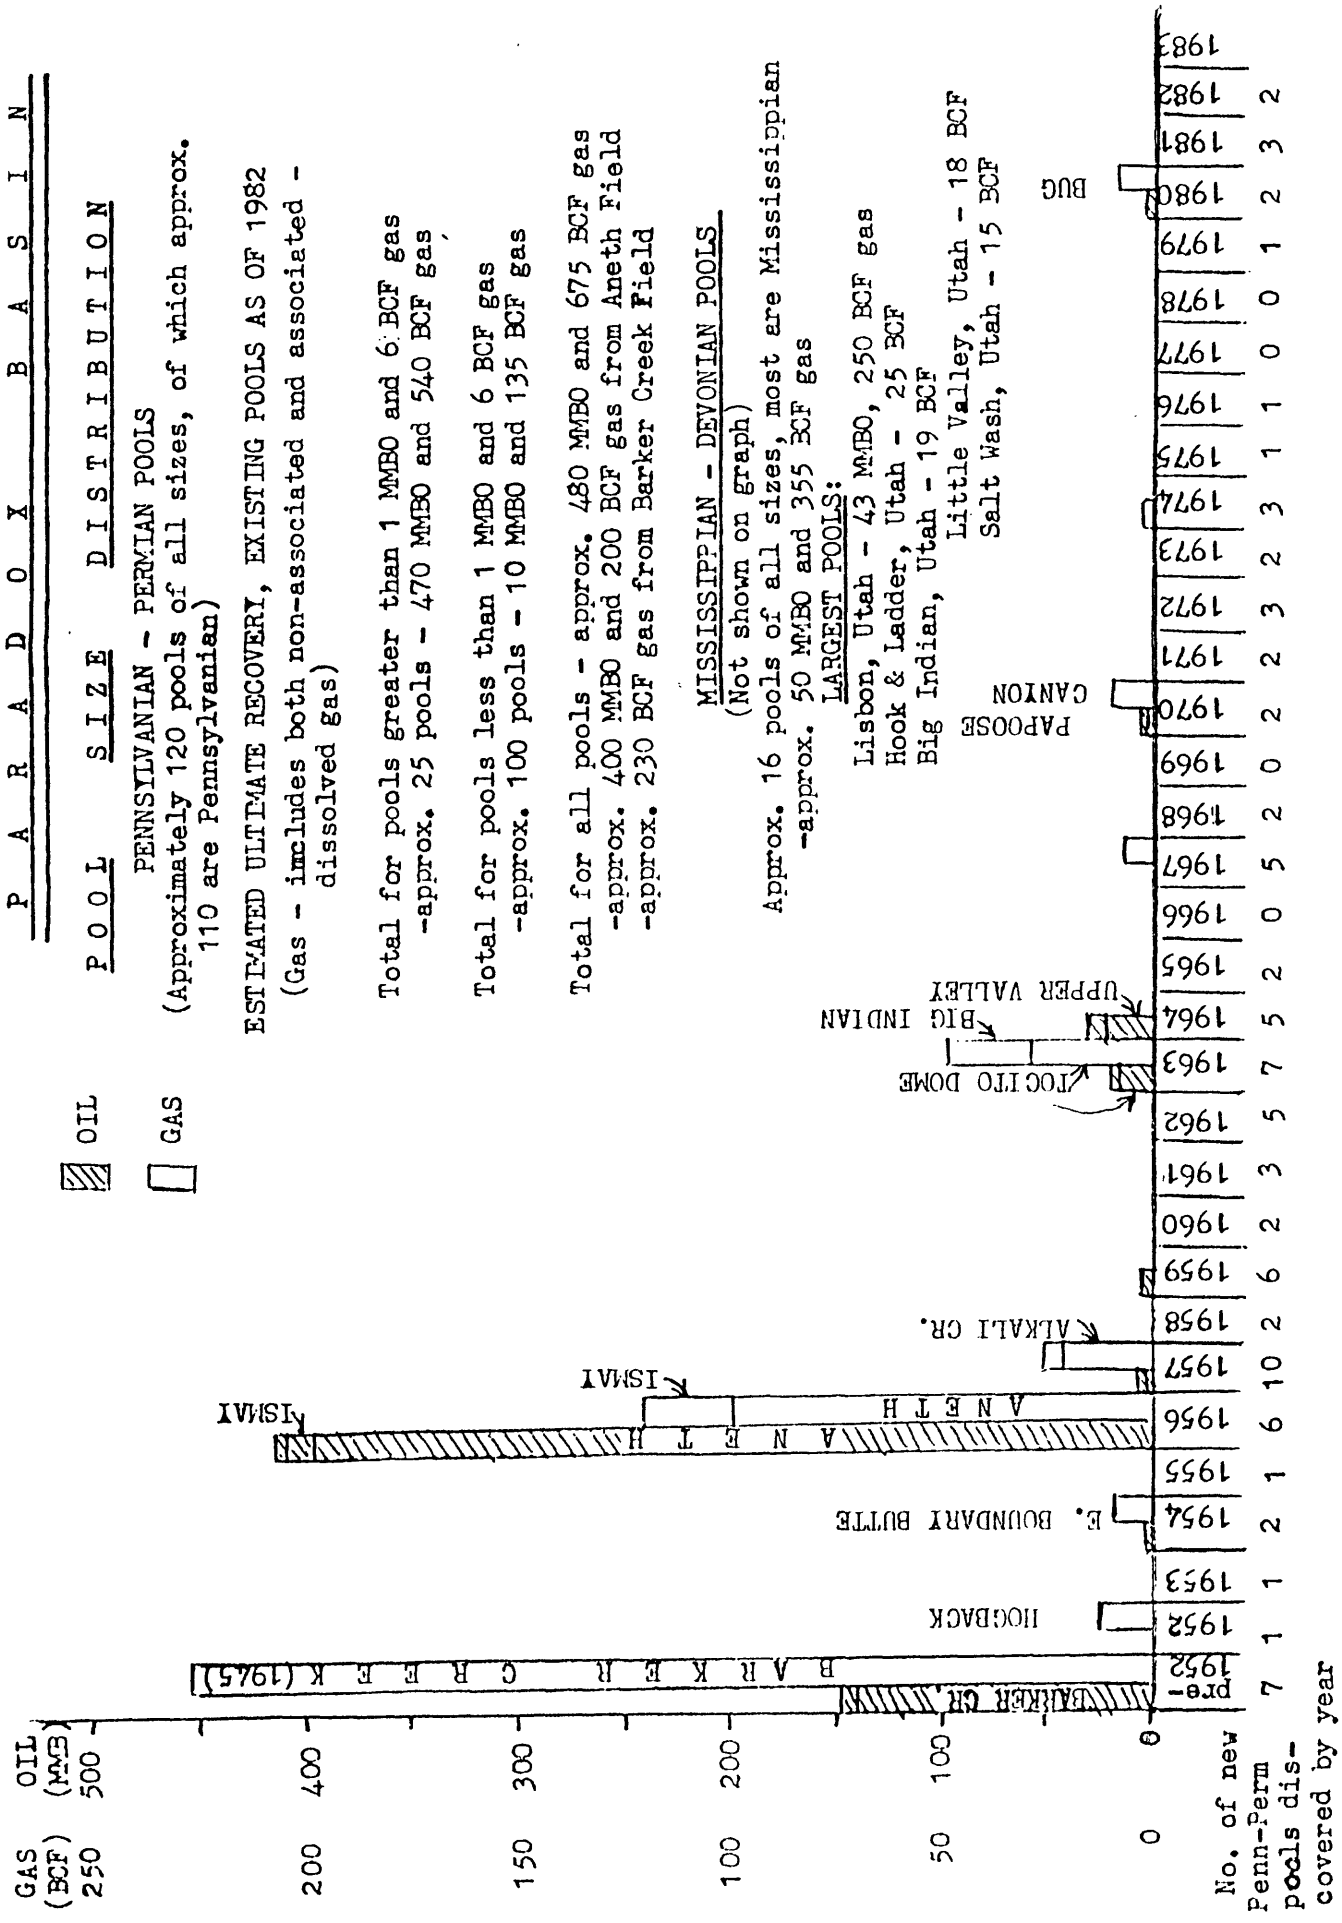 P A R A D O X B A S I N
P O O L S I Z E D I S T R I B U T I O N
PENNSYLVANIAN - PERMIAN POOLS
(Approximately 120 pools of all sizes, of which approx.
110 are Pennsylvanian)
ESTIMATED ULTIMATE RECOVERY, EXISTING POOLS AS OF 1982
(Gas - includes both non-associated and associated -
dissolved gas)
Total for pools greater than 1 MMBO and 6 BCF gas
-approx. 25 pools - 470 MMBO and 540 BCF gas
Total for pools less than 1 MMBO and 6 BCF gas
-approx. 100 pools - 10 MMBO and 135 BCF gas
Total for all pools - approx. 480 MMBO and 675 BCF gas
-approx. 400 MMBO and 200 BCF gas from Aneth Field
-approx. 230 BCF gas from Barker Creek Field
MISSISSIPPIAN - DEVONIAN POOLS
(Not shown on graph)
Approx. 16 pools of all sizes, most are Mississippian
-approx. 50 MMBO and 355 BCF gas
LARGEST POOLS:
Lisbon, Utah - 43 MMBO, 250 BCF gas
Hook & Ladder, Utah - 25 BCF
Big Indian, Utah - 19 BCF
Little Valley, Utah - 18 BCF
Salt Wash, Utah - 15 BCF
OIL
GAS
GAS OIL
(BCF) (MMB)
250 500
200 400
150 300
100 200
50 100
0 0
BARKER CR.
BARKER CREEK (1945)
HOGBACK
E. BOUNDARY BUTTE
A N E T H
ISMAY
A N E T H
ISMAY
ALKALI CR.
TOCITO DOME
BIG INDIAN
UPPER VALLEY
PAPOOSE
CANYON
BUG
pre-
1952 1952 1953 1954 1955 1956 1957 1958 1959 1960 1961 1962 1963 1964 1965 1966 1967 1968 1969 1970 1971 1972 1973 1974 1975 1976 1977 1978 1979 1980 1981 1982 1983
7 1 1 2 1 6 10 2 6 2 3 5 7 5 2 0 5 2 0 2 2 3 2 3 1 1 0 0 1 2 3 2
No. of new
Penn-Perm
pools dis-
covered by year